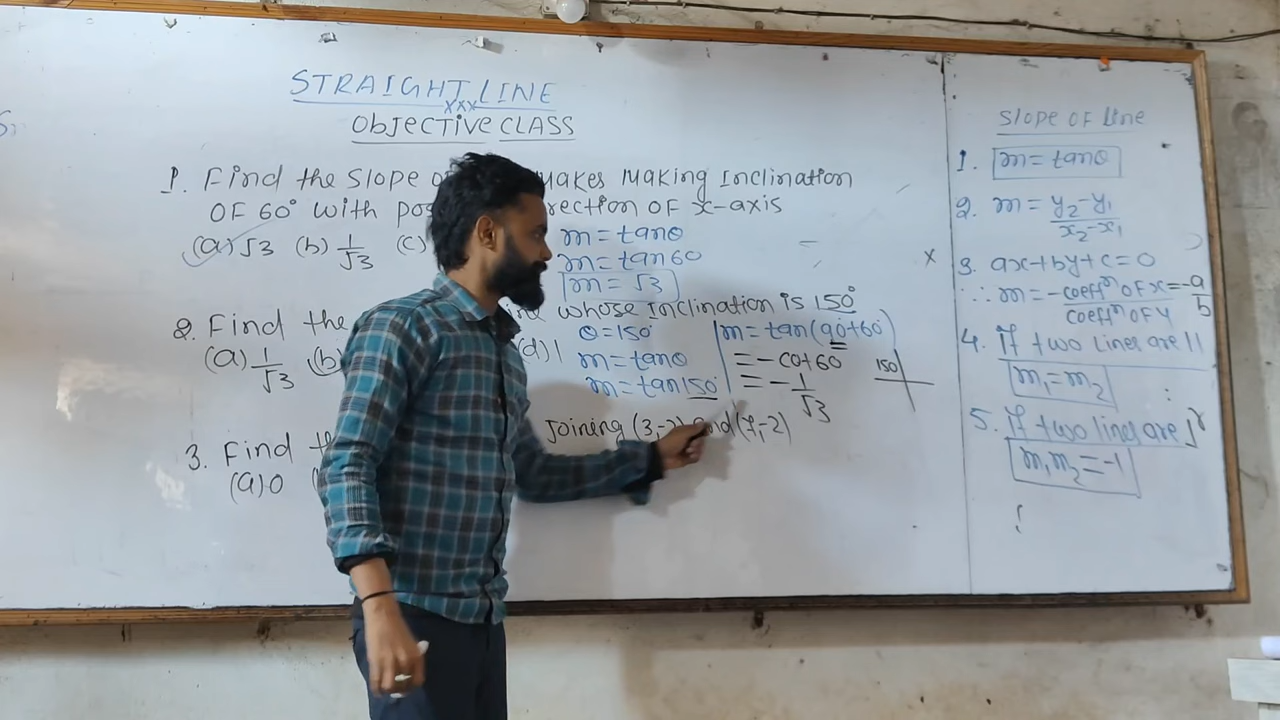 STRAIGHT LINE
xxx
OBJECTIVE CLASS
1. Find the slope makes making Inclination
OF 60° with direction OF x-axis
(a) √3 (b) 1/√3 (c)
m = tanθ
m = tan60
m = √3
2. Find the whose Inclination is 150°
(a) 1/√3 (b) (d) 1
θ = 150°
m = tanθ
m = tan150°
m = tan(90°+60°)
= - cot60
= - 1/√3
150
3. Find the Joining (3,-2) and (7,-2)
(a) 0
Slope OF Line
1. m = tanθ
2. m = y₂-y₁/x₂-x₁
3. ax+by+c=0
∴ m = -coeffⁿ OF x/coeffⁿ OF y = -a/b
4. If two Lines are ||
m₁=m₂
5. If two lines are
m₁m₂=-1